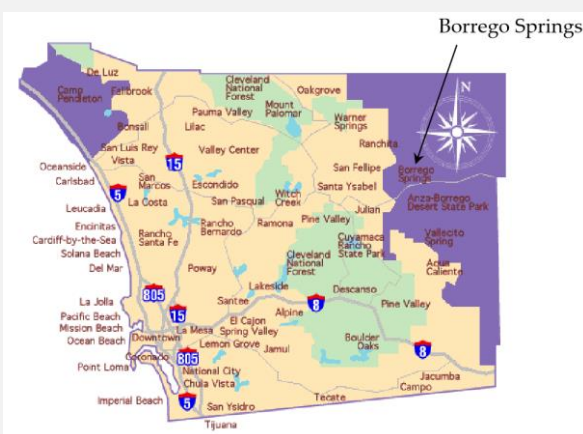 Borrego Springs
N
De Luz
Camp
Pendleton
Fallbrook
Cleveland
National
Forest
Oakgrove
Mount
Palomar
Pauma Valley
Warner
Springs
Bonsall
Lilac
Ranchita
San Luis Rey
Vista
15
Valley Center
Oceanside
San Fellipe
Borrego
Springs
Carlsbad
5
San
Marcos
Escondido
Santa Ysabel
La Costa
San Pasqual
Witch
Creek
Anza-Borrego
Desert State Park
Leucadia
Julian
Encinitas
Rancho
Santa Fe
Rancho
Bernardo
Ramona
Pine Valley
Cardiff-by-the-Sea
Cuyamaca
Rancho
State Park
Vallecito
Spring
Solana Beach
Cleveland
National
Forest
Del Mar
Poway
Agua
Caliente
Lakeside
Descanso
805
La Jolla
Santee
8
Pine Valley
15
Alpine
Pacific Beach
El Cajon
Mission Beach
La Mesa
Spring Valley
Ocean Beach
Downtown
Lemon Grove
Boulder
Oaks
Coronado
805
Jamul
8
Point Loma
National City
Chula Vista
Jacumba
Campo
Imperial Beach
5
San Ysidro
Tecate
Tijuana